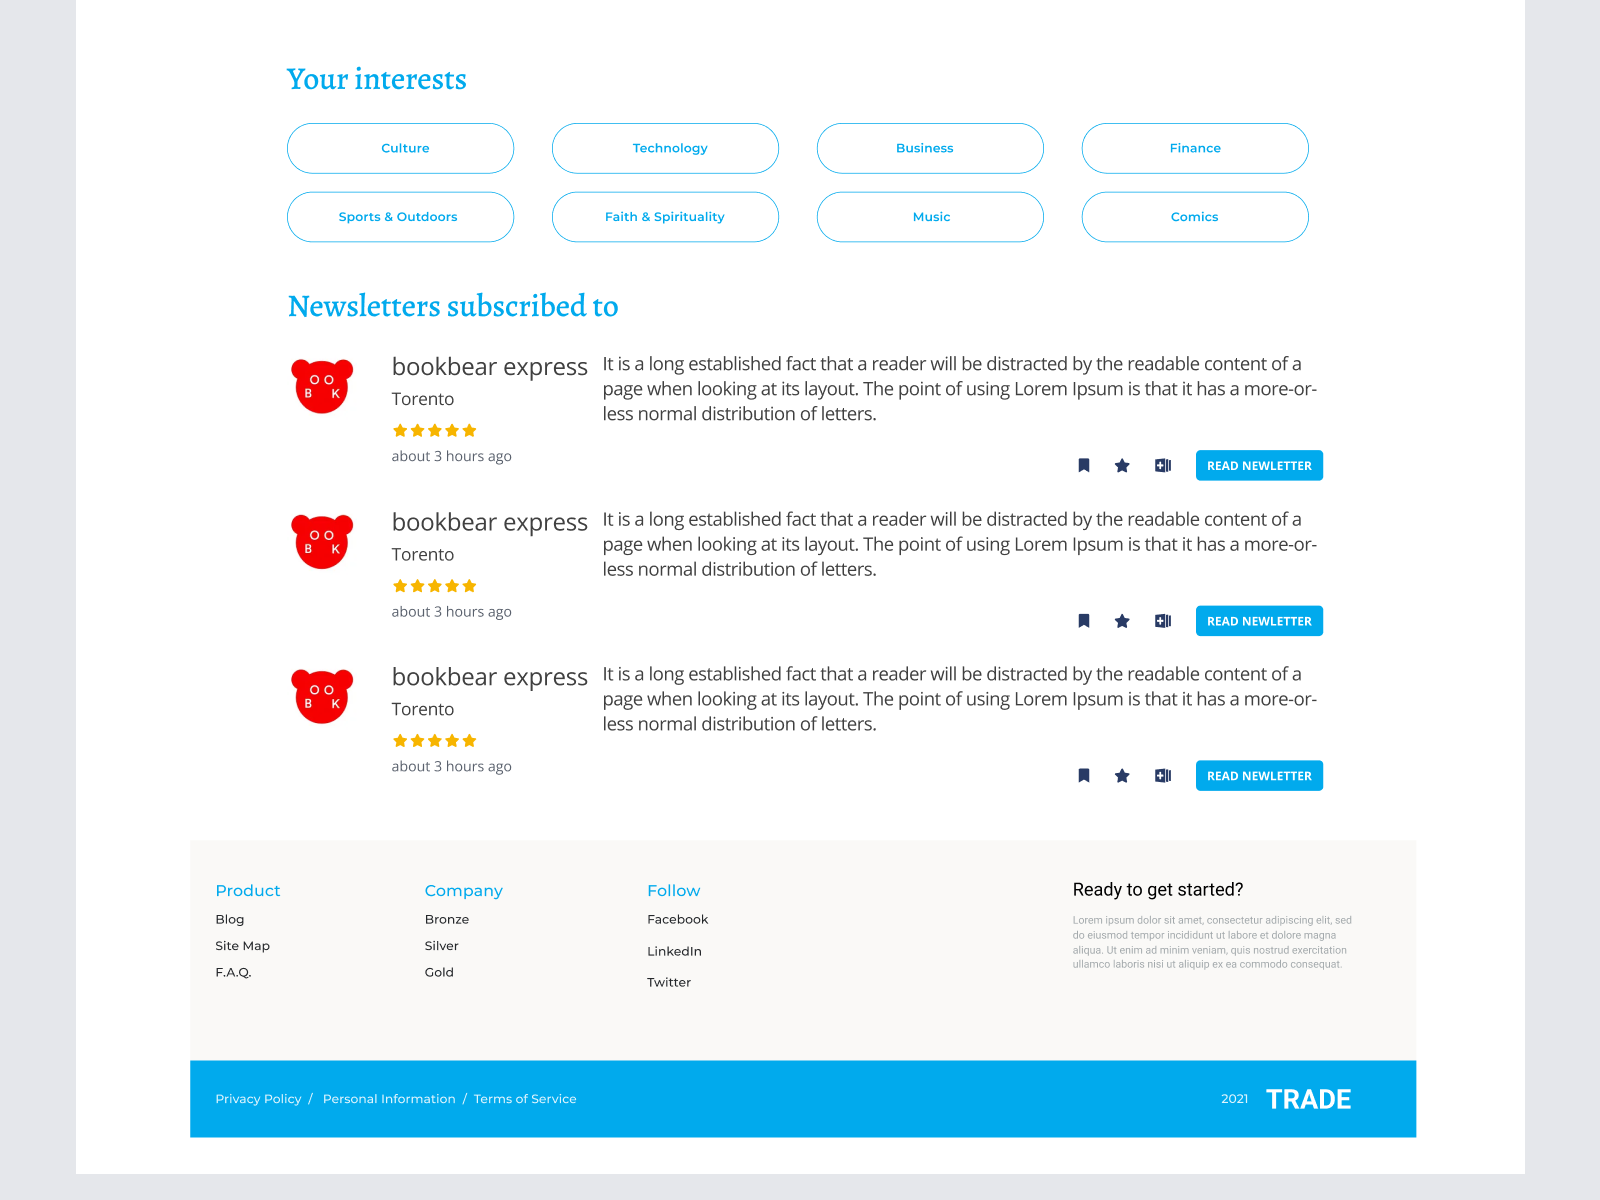 Your interests
Culture
Technology
Business
Finance
Sports & Outdoors
Faith & Spirituality
Music
Comics
Newsletters subscribed to
O O
B K
bookbear express
Torento
about 3 hours ago
It is a long established fact that a reader will be distracted by the readable content of a
page when looking at its layout. The point of using Lorem Ipsum is that it has a more-or-
less normal distribution of letters.
READ NEWLETTER
O O
B K
bookbear express
Torento
about 3 hours ago
It is a long established fact that a reader will be distracted by the readable content of a
page when looking at its layout. The point of using Lorem Ipsum is that it has a more-or-
less normal distribution of letters.
READ NEWLETTER
O O
B K
bookbear express
Torento
about 3 hours ago
It is a long established fact that a reader will be distracted by the readable content of a
page when looking at its layout. The point of using Lorem Ipsum is that it has a more-or-
less normal distribution of letters.
READ NEWLETTER
Product
Blog
Site Map
F.A.Q.
Company
Bronze
Silver
Gold
Follow
Facebook
LinkedIn
Twitter
Ready to get started?
Lorem ipsum dolor sit amet, consectetur adipiscing elit, sed
do eiusmod tempor incididunt ut labore et dolore magna
aliqua. Ut enim ad minim veniam, quis nostrud exercitation
ullamco laboris nisi ut aliquip ex ea commodo consequat.
Privacy Policy / Personal Information / Terms of Service
2021 TRADE